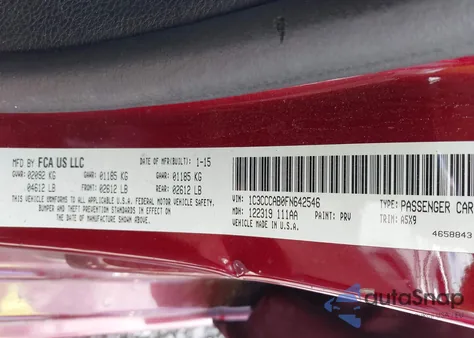 MFD BY FCA US LLC
DATE OF MFR(BUILT): 1-15
GVWR: 02092 KG GAWR: 01185 KG GAWR: 01185 KG
:04612 LB FRONT: 02612 LB REAR: 02612 LB
THIS VEHICLE CONFORMS TO ALL APPLICABLE U.S.A. FEDERAL MOTOR VEHICLE SAFETY,
BUMPER AND THEFT PREVENTION STANDARDS IN EFFECT ON
THE DATE OF MANUFACTURE SHOWN ABOVE.
VIN: 1C3CCCAB0FN642546
TYPE: PASSENGER CAR
MDH: 122319 111AA PAINT: PRV
TRIM: A5X9
VEHICLE MADE IN U.S.A.
4658843
autoSnap